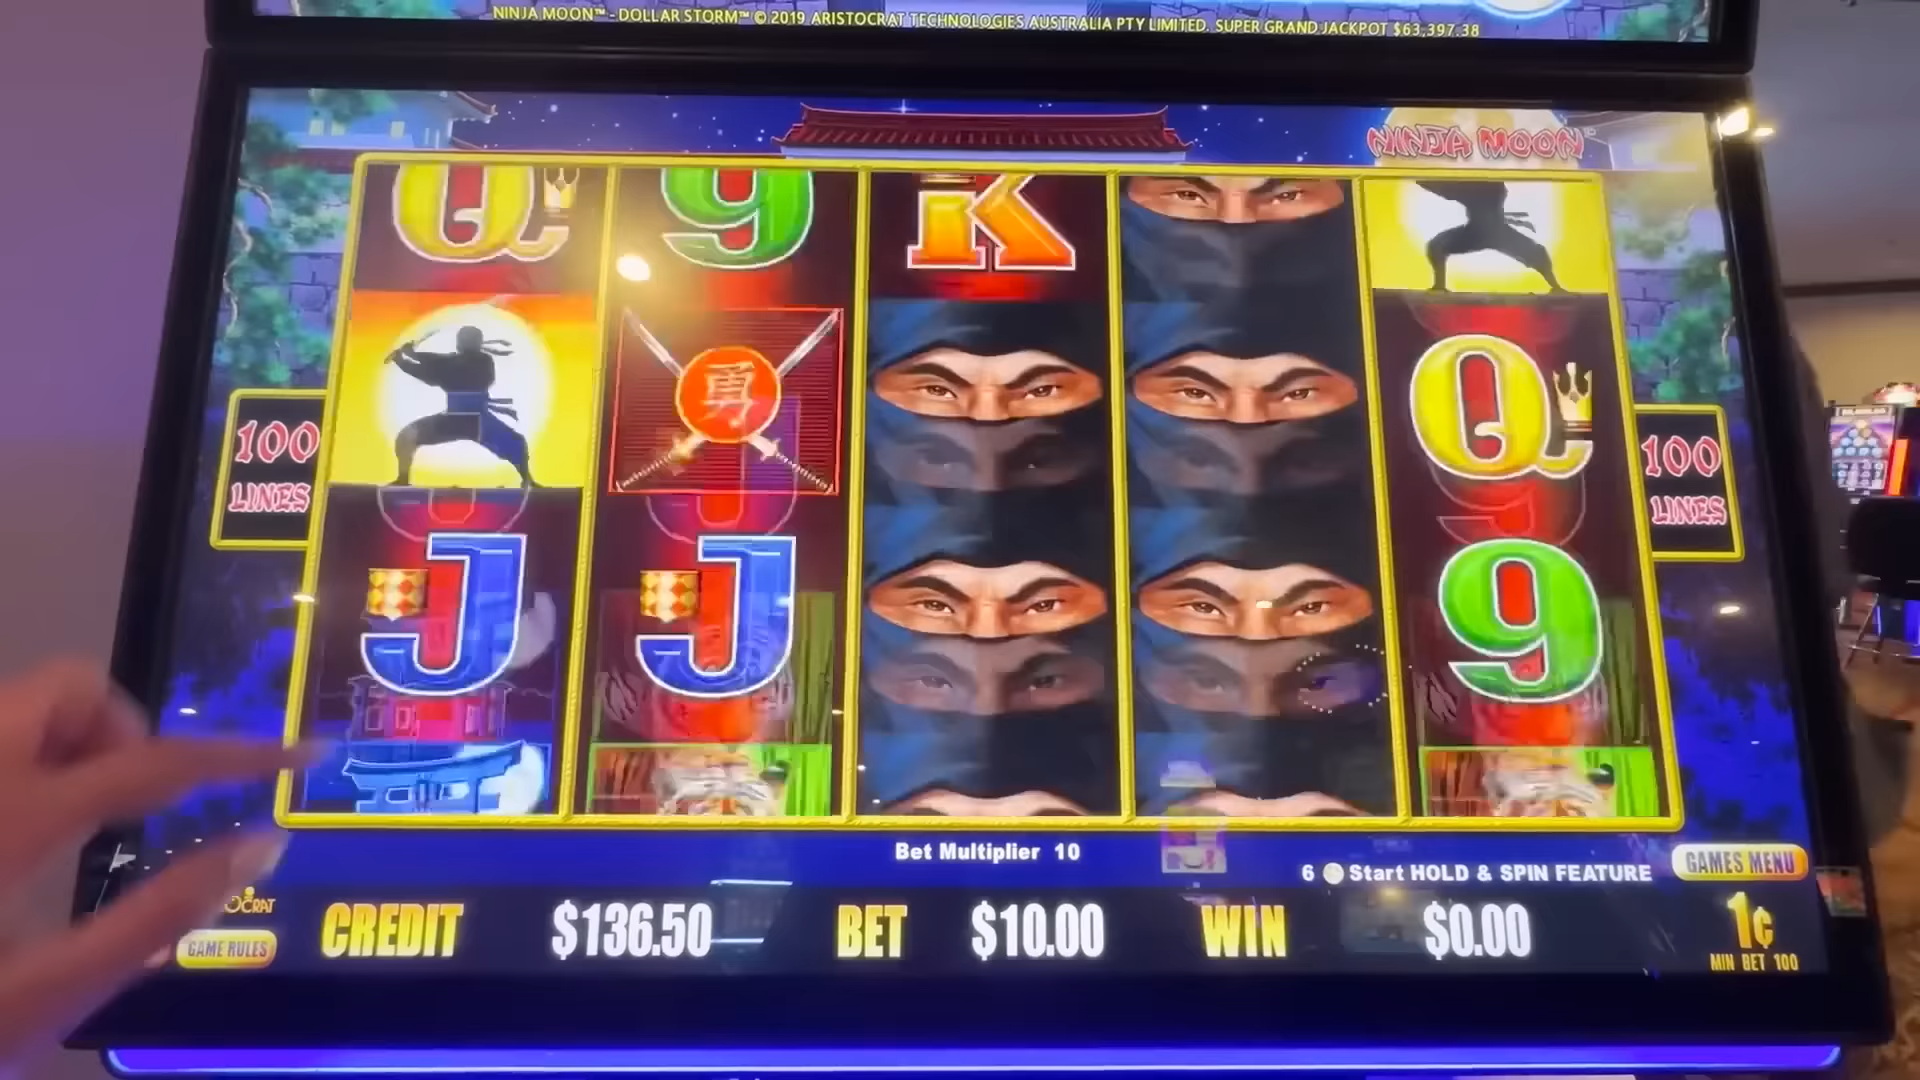 NINJA MOON™ - DOLLAR STORM™ © 2019 ARISTOCRAT TECHNOLOGIES AUSTRALIA PTY LIMITED. SUPER GRAND JACKPOT $63,397.38
NINJA MOON™
Q 9 K
勇 Q
100 LINES
100 LINES
J J 9
Bet Multiplier 10
6 Start HOLD & SPIN FEATURE
GAMES MENU
GAME RULES
CREDIT $136.50 BET $10.00 WIN $0.00
1¢
MIN BET 100